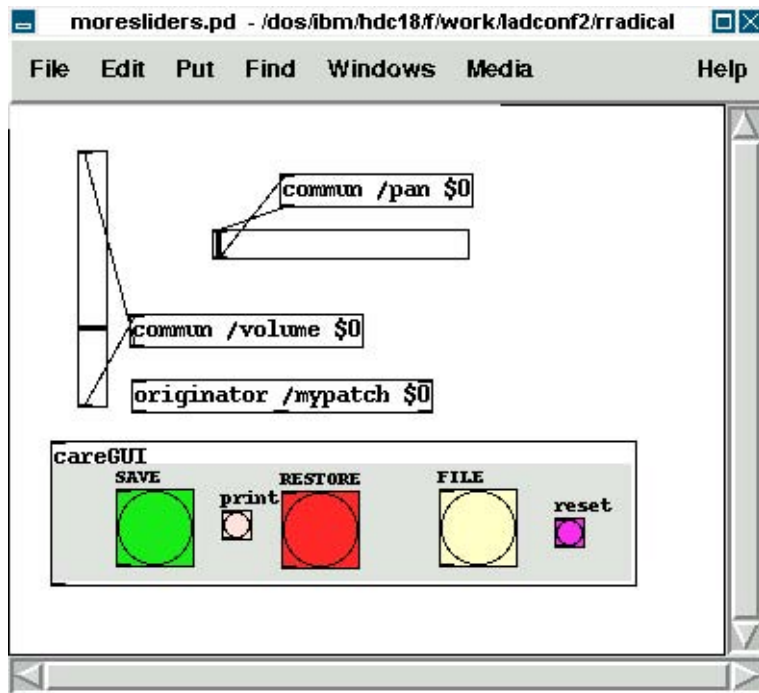 moresliders.pd - /dos/ibm/hdc18/f/work/ladconf2/rradical
File Edit Put Find Windows Media Help
commun /pan $0
commun /volume $0
originator /mypatch $0
careGUI
SAVE print RESTORE FILE reset